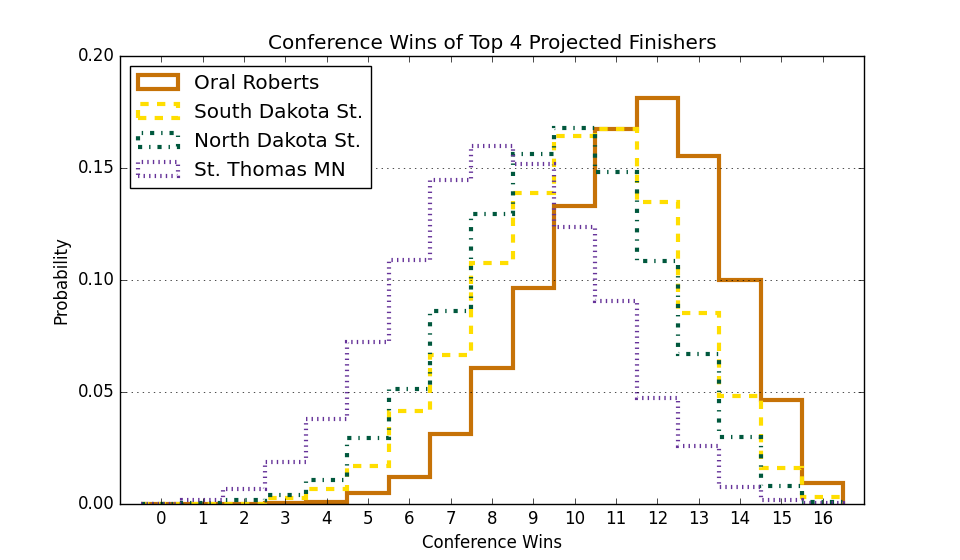 Conference Wins of Top 4 Projected Finishers
0.20
0.15
0.10
0.05
0.00
Probability
Oral Roberts
South Dakota St.
North Dakota St.
St. Thomas MN
0 1 2 3 4 5 6 7 8 9 10 11 12 13 14 15 16
Conference Wins